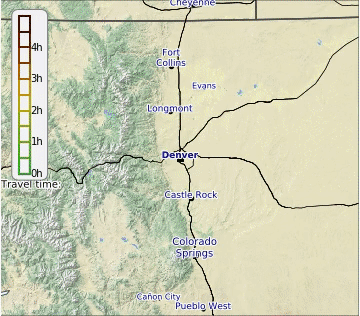 Cheyenne
4h
Fort
Collins
3h
Evans
2h
Longmont
1h
Denver
0h
Travel time:
Castle Rock
Colorado
Springs
Cañon City
Pueblo West